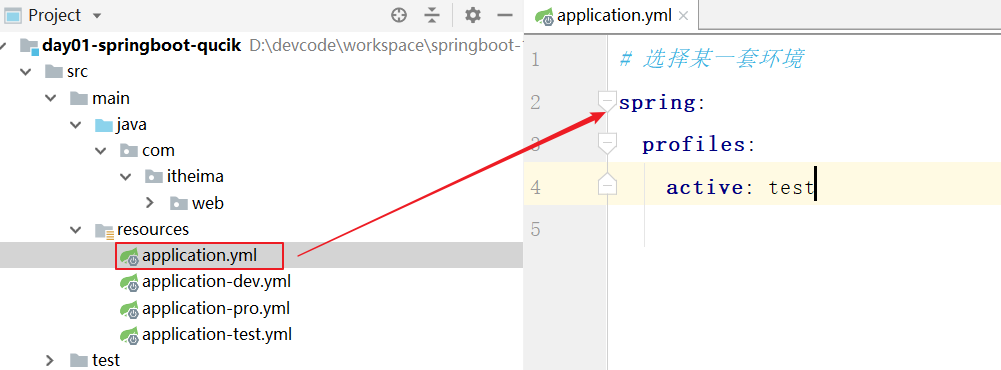 Project
day01-springboot-qucik D:\devcode\workspace\springboot-
src
main
java
com
itheima
web
resources
application.yml
application-dev.yml
application-pro.yml
application-test.yml
test
application.yml
1 # 选择某一套环境
2 spring:
3 profiles:
4 active: test
5